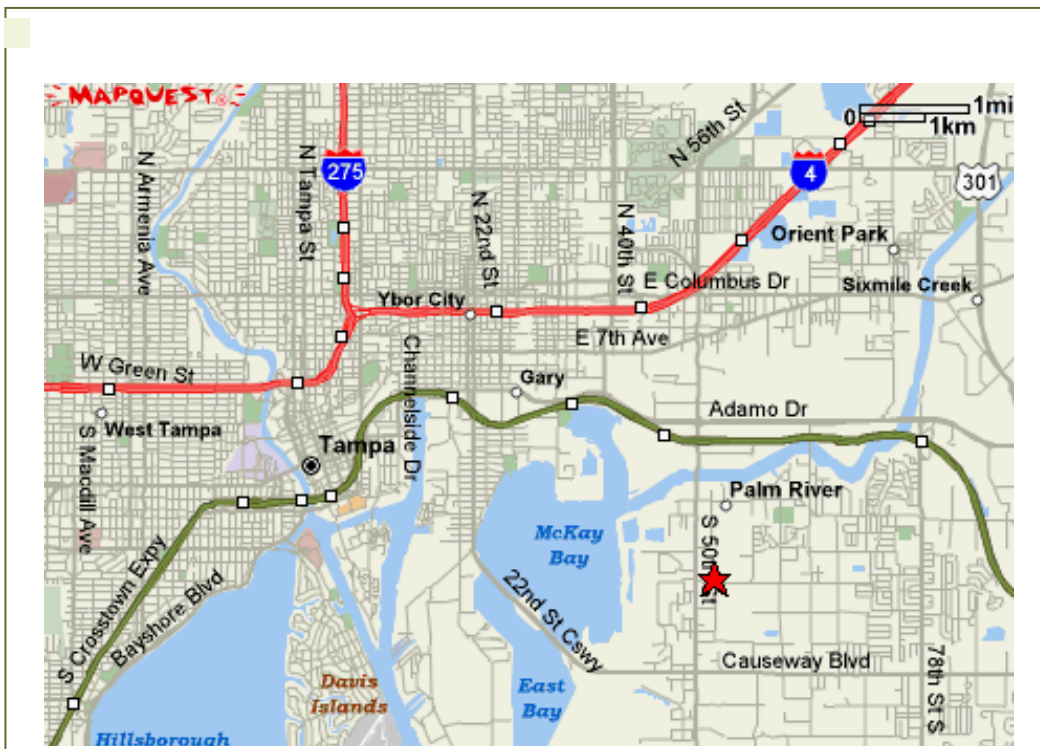 MAPQUEST
0
1mi
1km
N 56th St
275
4
301
N Armenia Ave
N Tampa St
N 22nd St
N 40th St
Orient Park
E Columbus Dr
Sixmile Creek
Ybor City
E 7th Ave
Channelside Dr
W Green St
Gary
Adamo Dr
West Tampa
Tampa
S Macdill Ave
Palm River
McKay
Bay
S 50th St
S Crosstown Expy
Bayshore Blvd
22nd St Cswy
Causeway Blvd
78th St S
Davis
Islands
East
Bay
Hillsborough